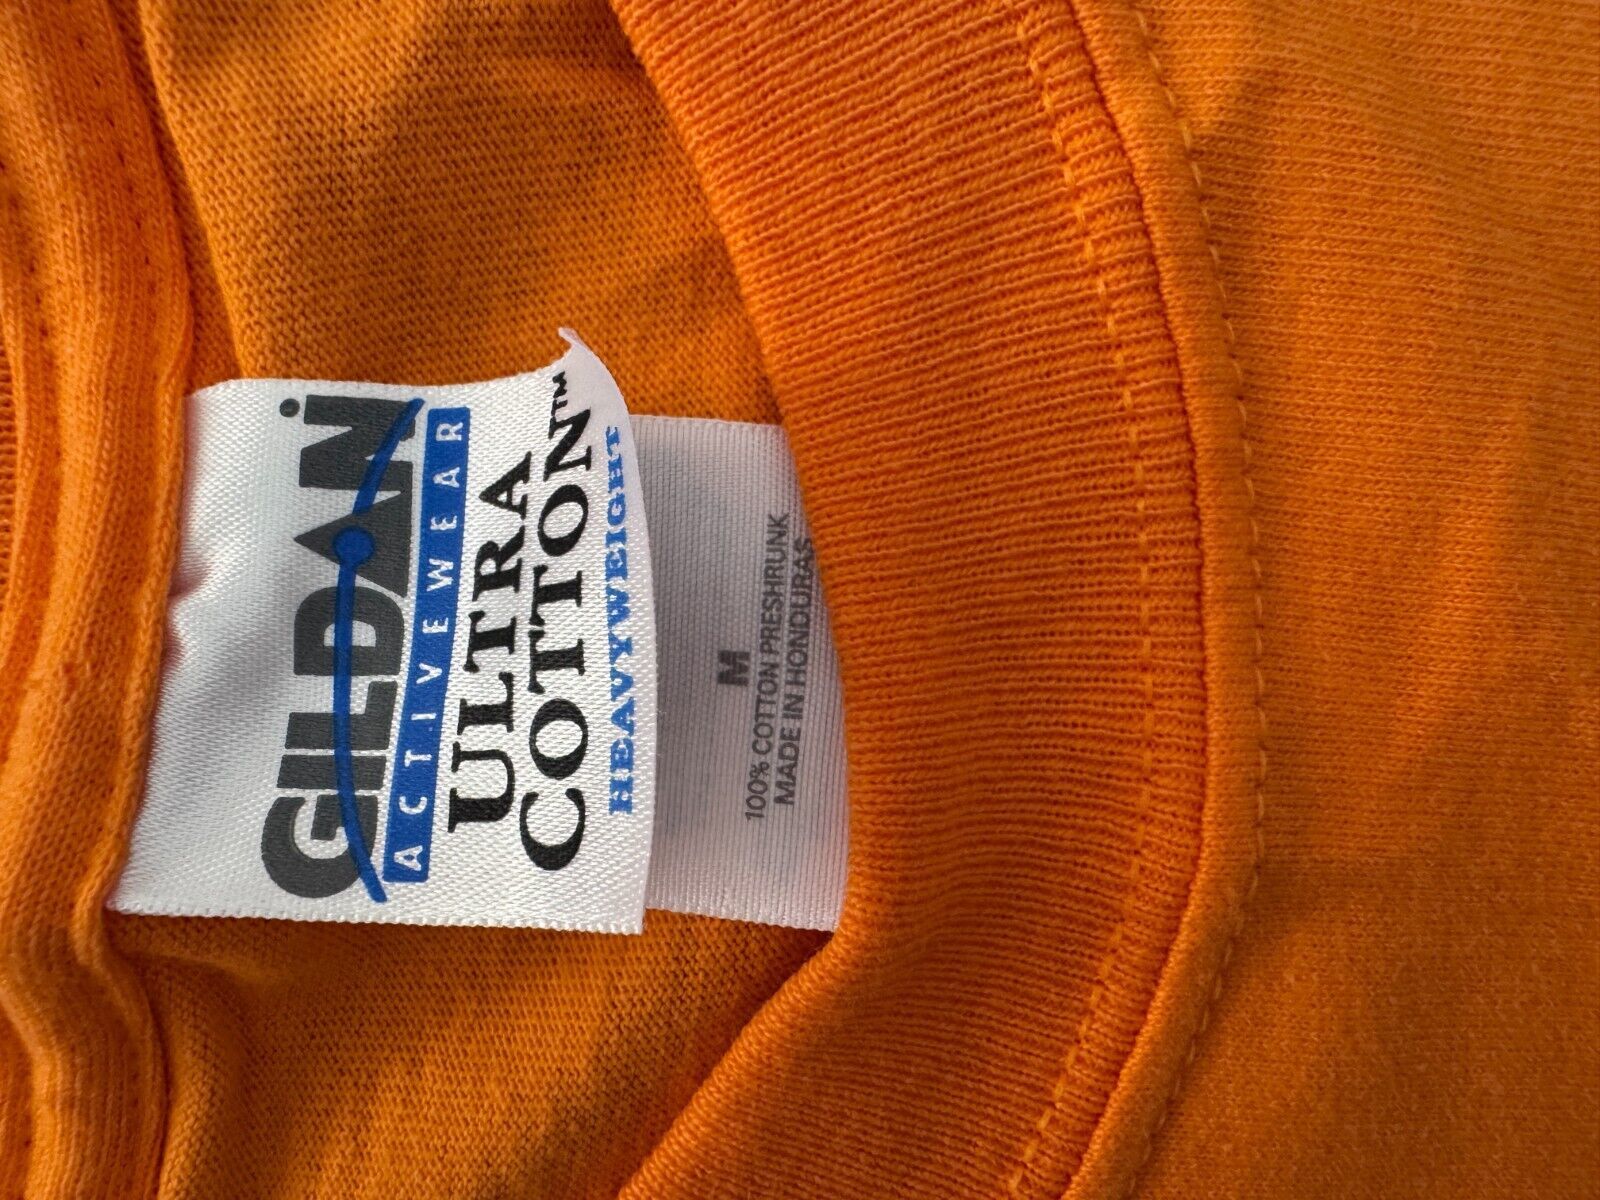 GILDAN
ACTIVEWEAR
ULTRA
COTTON™
HEAVYWEIGHT
M
100% COTTON PRESHRUNK
MADE IN HONDURAS